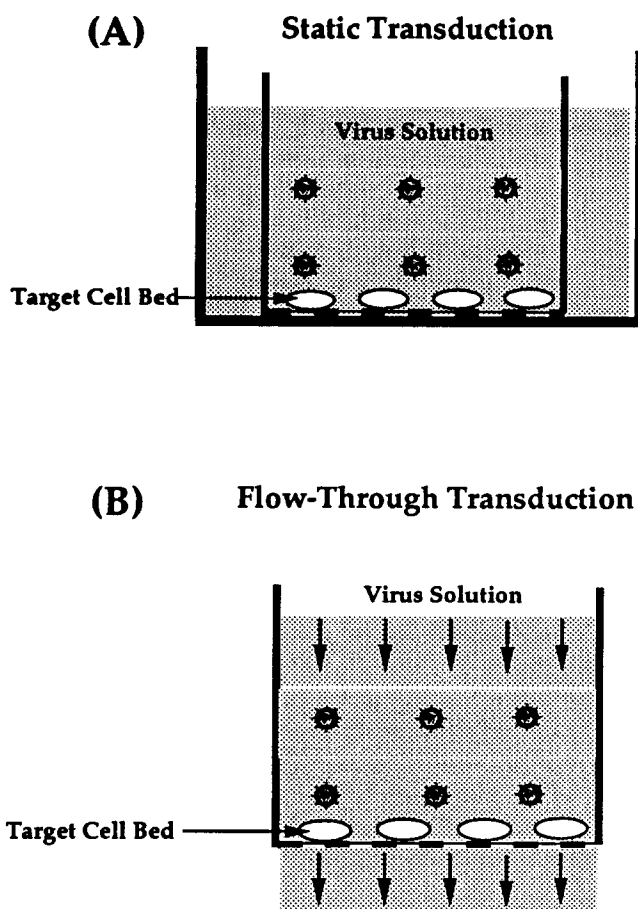 (A) Static Transduction
Virus Solution
Target Cell Bed
(B) Flow-Through Transduction
Virus Solution
Target Cell Bed